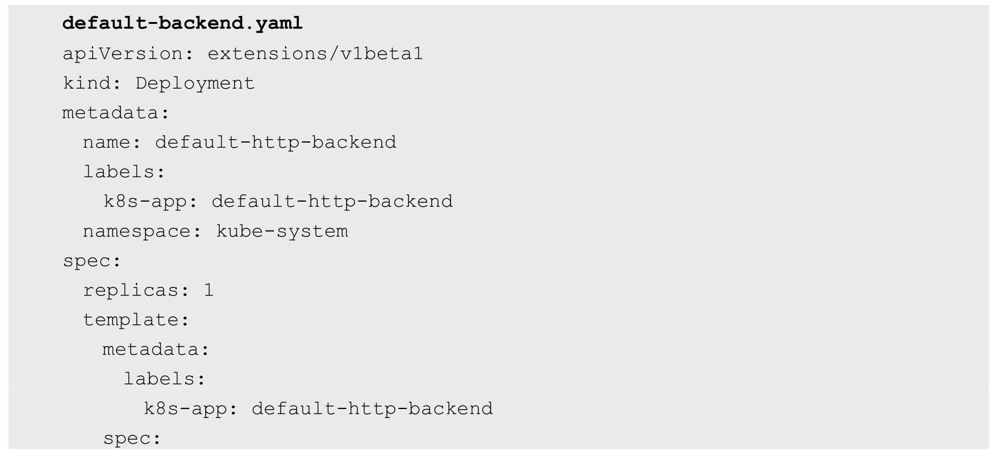 default-backend.yaml
apiVersion: extensions/v1beta1
kind: Deployment
metadata:
  name: default-http-backend
  labels:
    k8s-app: default-http-backend
  namespace: kube-system
spec:
  replicas: 1
  template:
    metadata:
      labels:
        k8s-app: default-http-backend
    spec: